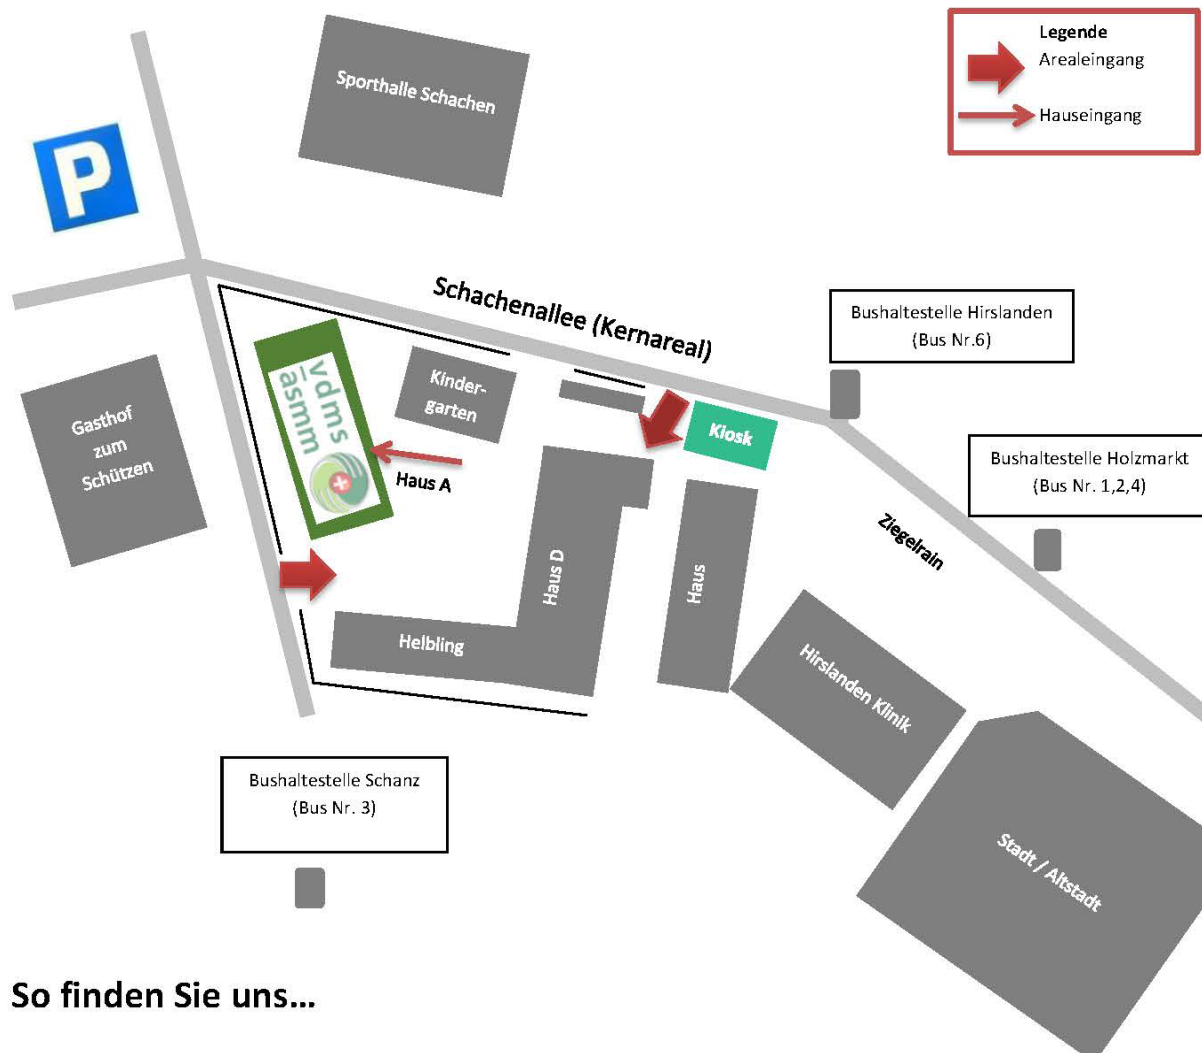 Legende
Arealeingang
Hauseingang
Sporthalle Schachen
P
Schachenallee (Kernareal)
Bushaltestelle Hirslanden
(Bus Nr.6)
Gasthof
zum
Schützen
vdms
asmm
Kinder-
garten
Kiosk
Haus A
Bushaltestelle Holzmarkt
(Bus Nr. 1,2,4)
Ziegelrain
Haus D
Haus
Helbling
Hirslanden Klinik
Bushaltestelle Schanz
(Bus Nr. 3)
Stadt / Altstadt
So finden Sie uns...